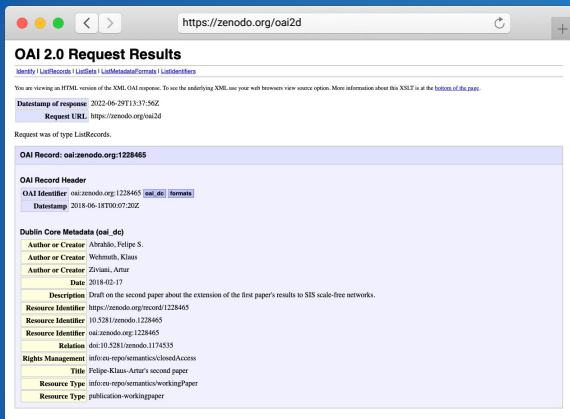 https://zenodo.org/oai2d
OAI 2.0 Request Results
Identify | ListRecords | ListSets | ListMetadataFormats | ListIdentifiers
You are viewing an HTML version of the XML OAI response. To see the underlying XML use your web browsers view source option. More information about this XSLT is at the bottom of the page.
Datestamp of response 2022-06-29T13:37:56Z
Request URL https://zenodo.org/oai2d
Request was of type ListRecords.
OAI Record: oai:zenodo.org:1228465
OAI Record Header
OAI Identifier oai:zenodo.org:1228465 oai_dc formats
Datestamp 2018-06-18T00:07:20Z
Dublin Core Metadata (oai_dc)
Author or Creator Abrahão, Felipe S.
Author or Creator Wehmuth, Klaus
Author or Creator Ziviani, Artur
Date 2018-02-17
Description Draft on the second paper about the extension of the first paper's results to SIS scale-free networks.
Resource Identifier https://zenodo.org/record/1228465
Resource Identifier 10.5281/zenodo.1228465
Resource Identifier oai:zenodo.org:1228465
Relation doi:10.5281/zenodo.1174535
Rights Management info:eu-repo/semantics/closedAccess
Title Felipe-Klaus-Artur's second paper
Resource Type info:eu-repo/semantics/workingPaper
Resource Type publication-workingpaper